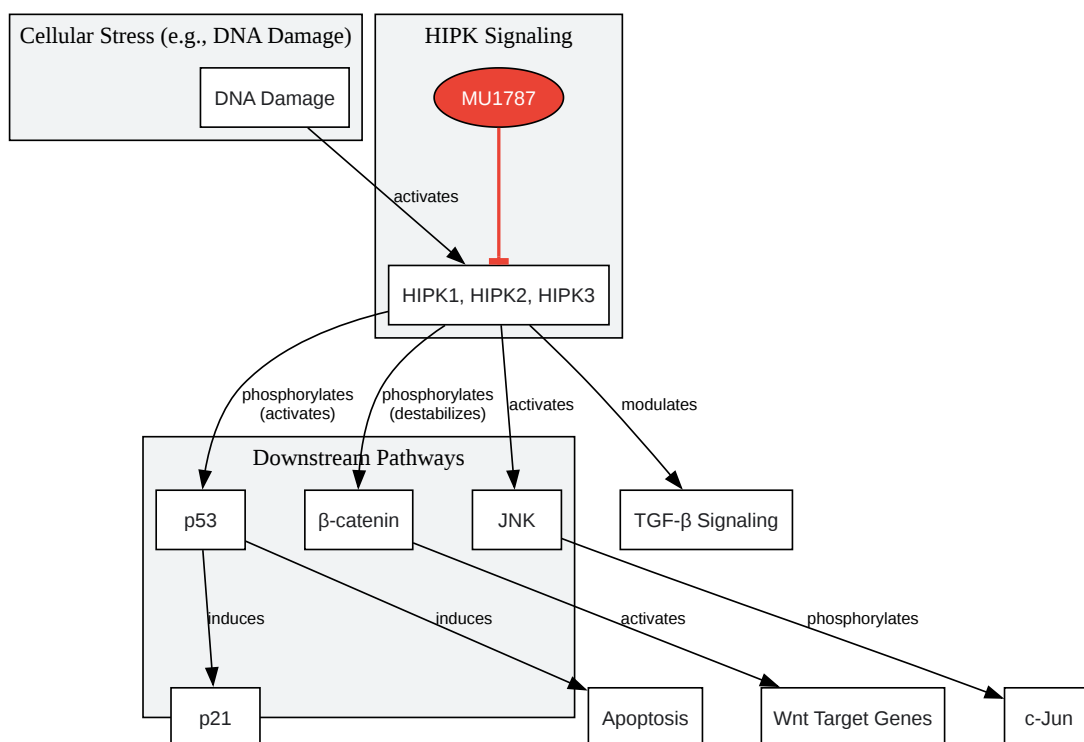 Cellular Stress (e.g., DNA Damage)
HIPK Signaling
DNA Damage
MU1787
activates
HIPK1, HIPK2, HIPK3
phosphorylates
(activates)
phosphorylates
(destabilizes)
activates
modulates
Downstream Pathways
p53
β-catenin
JNK
TGF-β Signaling
induces
induces
activates
phosphorylates
p21
Apoptosis
Wnt Target Genes
c-Jun